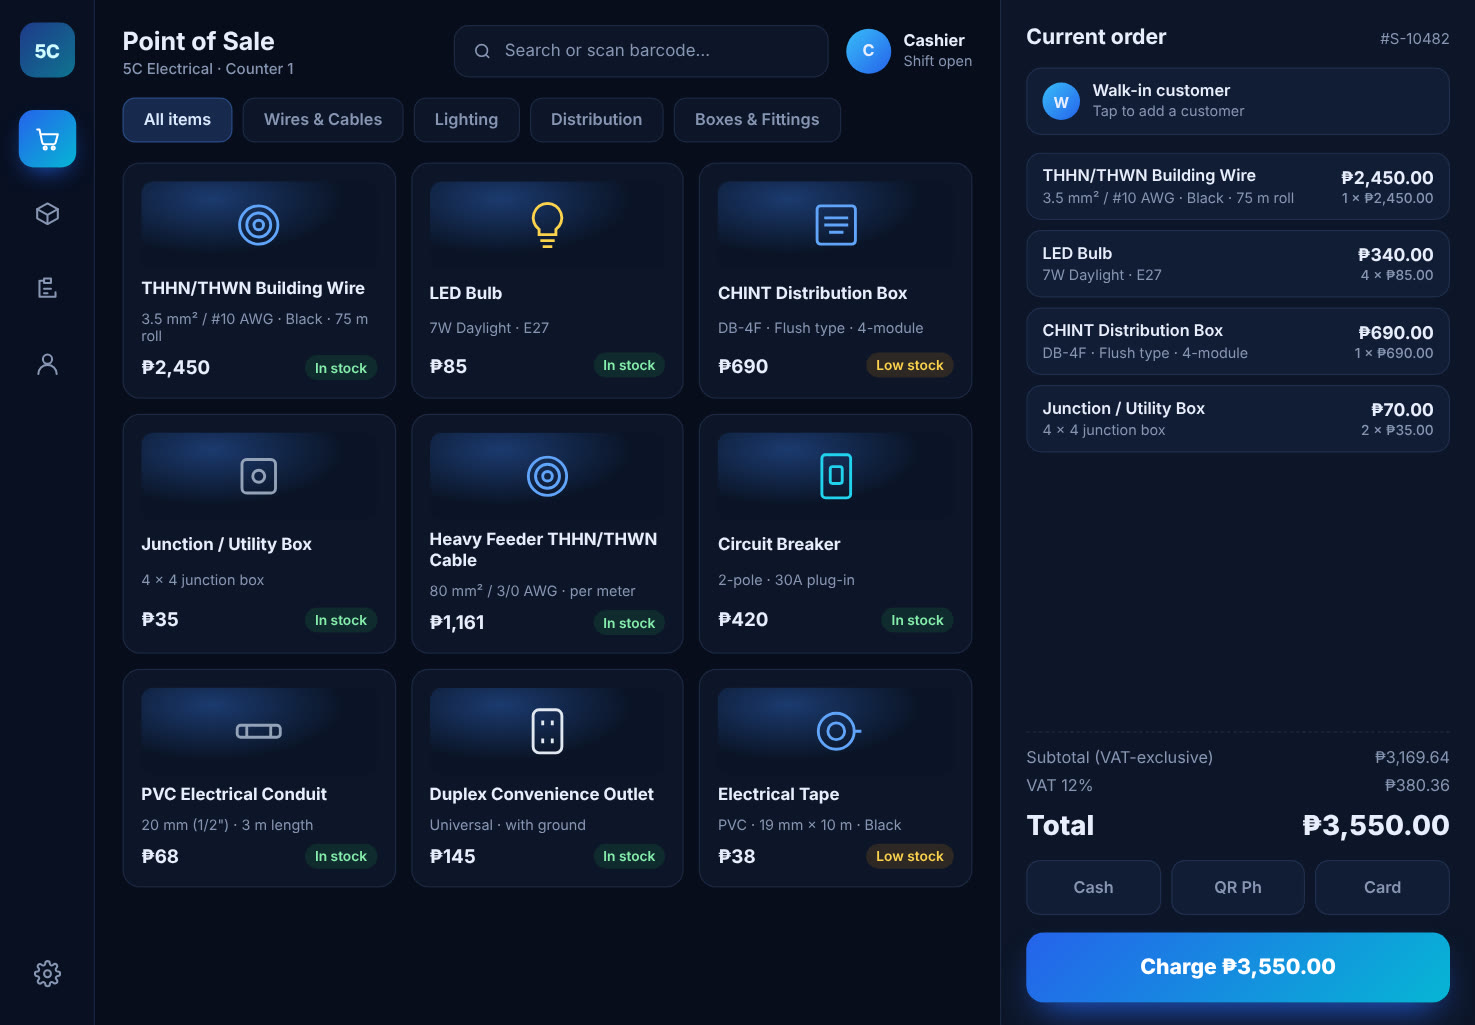 5C
Point of Sale
5C Electrical · Counter 1
Search or scan barcode...
C
Cashier
Shift open
All items
Wires & Cables
Lighting
Distribution
Boxes & Fittings
THHN/THWN Building Wire
3.5 mm² / #10 AWG · Black · 75 m
roll
₱2,450
In stock
LED Bulb
7W Daylight · E27
₱85
In stock
CHINT Distribution Box
DB-4F · Flush type · 4-module
₱690
Low stock
Junction / Utility Box
4 × 4 junction box
₱35
In stock
Heavy Feeder THHN/THWN
Cable
80 mm² / 3/0 AWG · per meter
₱1,161
In stock
Circuit Breaker
2-pole · 30A plug-in
₱420
In stock
PVC Electrical Conduit
20 mm (1/2") · 3 m length
₱68
In stock
Duplex Convenience Outlet
Universal · with ground
₱145
In stock
Electrical Tape
PVC · 19 mm × 10 m · Black
₱38
Low stock
Current order
#S-10482
W
Walk-in customer
Tap to add a customer
THHN/THWN Building Wire
₱2,450.00
3.5 mm² / #10 AWG · Black · 75 m roll
1 × ₱2,450.00
LED Bulb
₱340.00
7W Daylight · E27
4 × ₱85.00
CHINT Distribution Box
₱690.00
DB-4F · Flush type · 4-module
1 × ₱690.00
Junction / Utility Box
₱70.00
4 × 4 junction box
2 × ₱35.00
Subtotal (VAT-exclusive)
₱3,169.64
VAT 12%
₱380.36
Total
₱3,550.00
Cash
QR Ph
Card
Charge ₱3,550.00